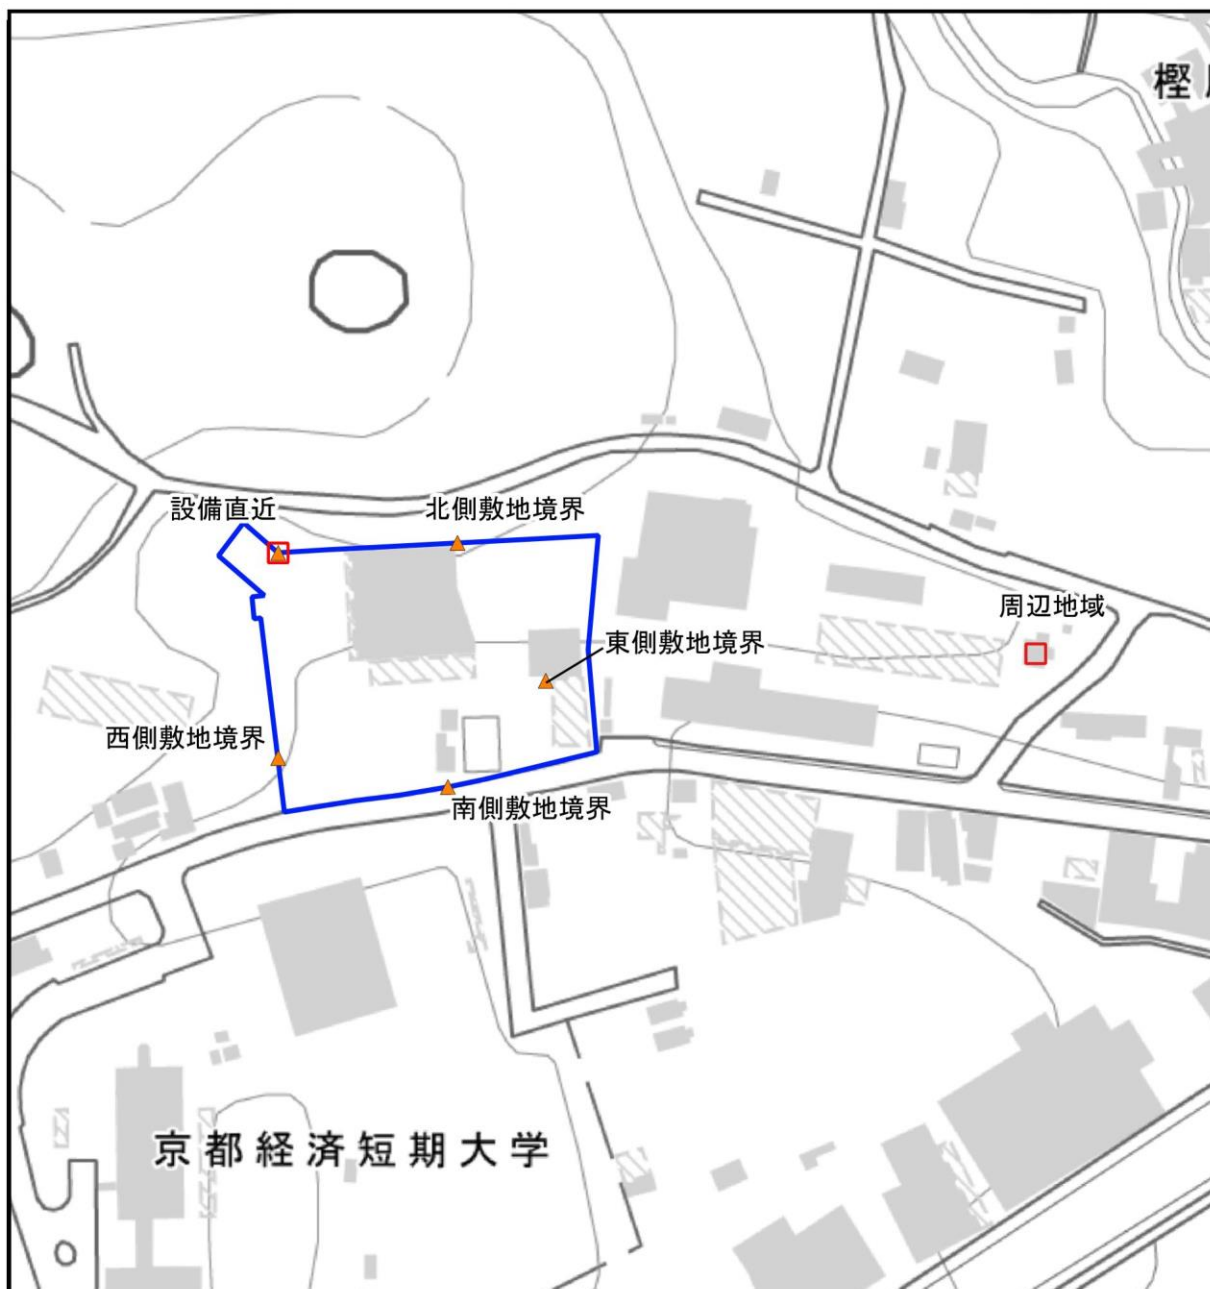 樫
設備直近
北側敷地境界
周辺地域
東側敷地境界
西側敷地境界
南側敷地境界
京都経済短期大学